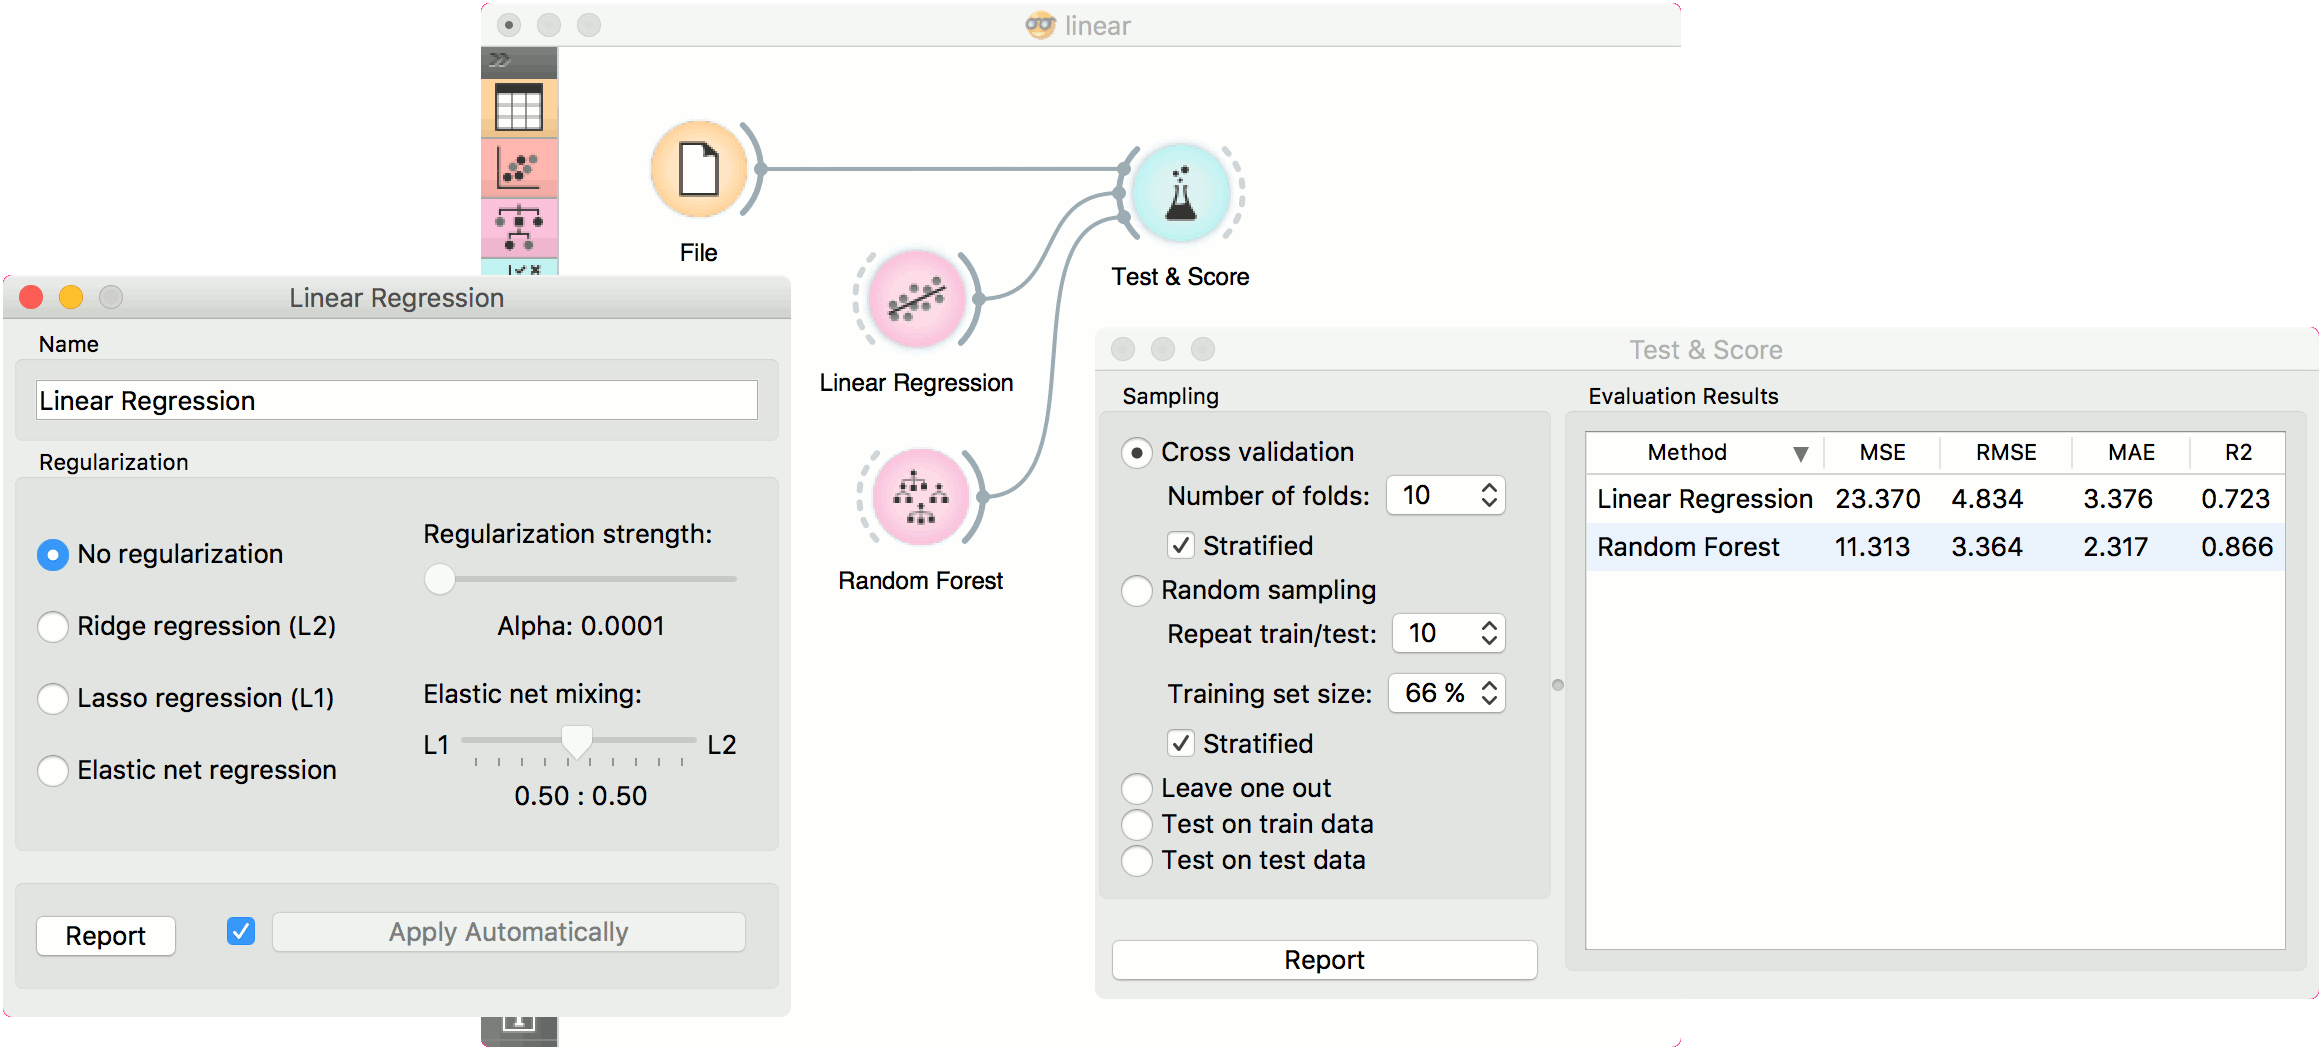 linear
File
Test & Score
Linear Regression
Random Forest
Linear Regression
Name
Linear Regression
Regularization
No regularization
Ridge regression (L2)
Lasso regression (L1)
Elastic net regression
Regularization strength:
Alpha: 0.0001
Elastic net mixing:
L1 L2
0.50 : 0.50
Report
Apply Automatically
Test & Score
Sampling
Cross validation
Number of folds: 10
Stratified
Random sampling
Repeat train/test: 10
Training set size: 66 %
Stratified
Leave one out
Test on train data
Test on test data
Report
Evaluation Results
Method MSE RMSE MAE R2
Linear Regression 23.370 4.834 3.376 0.723
Random Forest 11.313 3.364 2.317 0.866